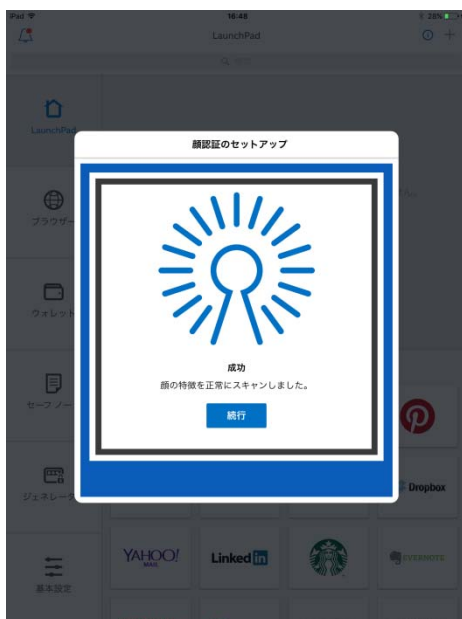 Pad 16:48 28%
LaunchPad
LaunchPad
顔認証のセットアップ
ブラウザー
ウォレット
成功
顔の特徴を正常にスキャンしました。
続行
セーフ ノー
ジェネレー
Dropbox
YAHOO!
MAIL
Linked in
EVERNOTE
基本設定